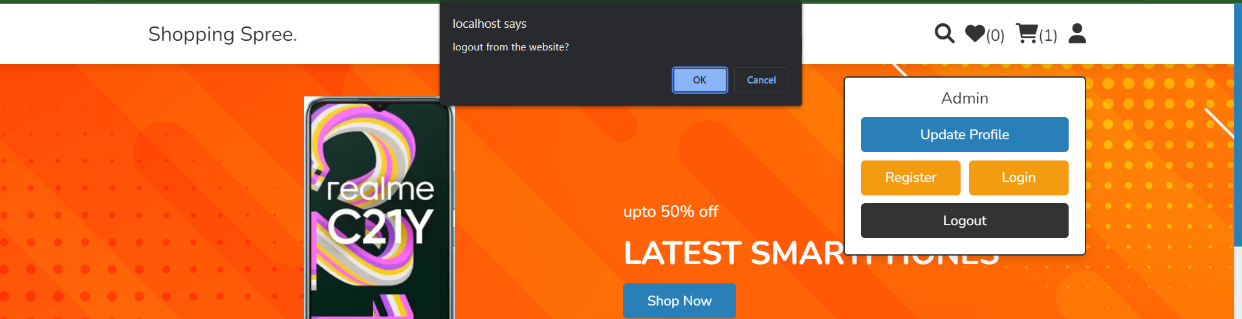 localhost says
logout from the website?
OK
Cancel
Shopping Spree.
(0)
(1)
Admin
Update Profile
Register
Login
Logout
realme
C21Y
upto 50% off
LATEST SMARTPHONES
Shop Now